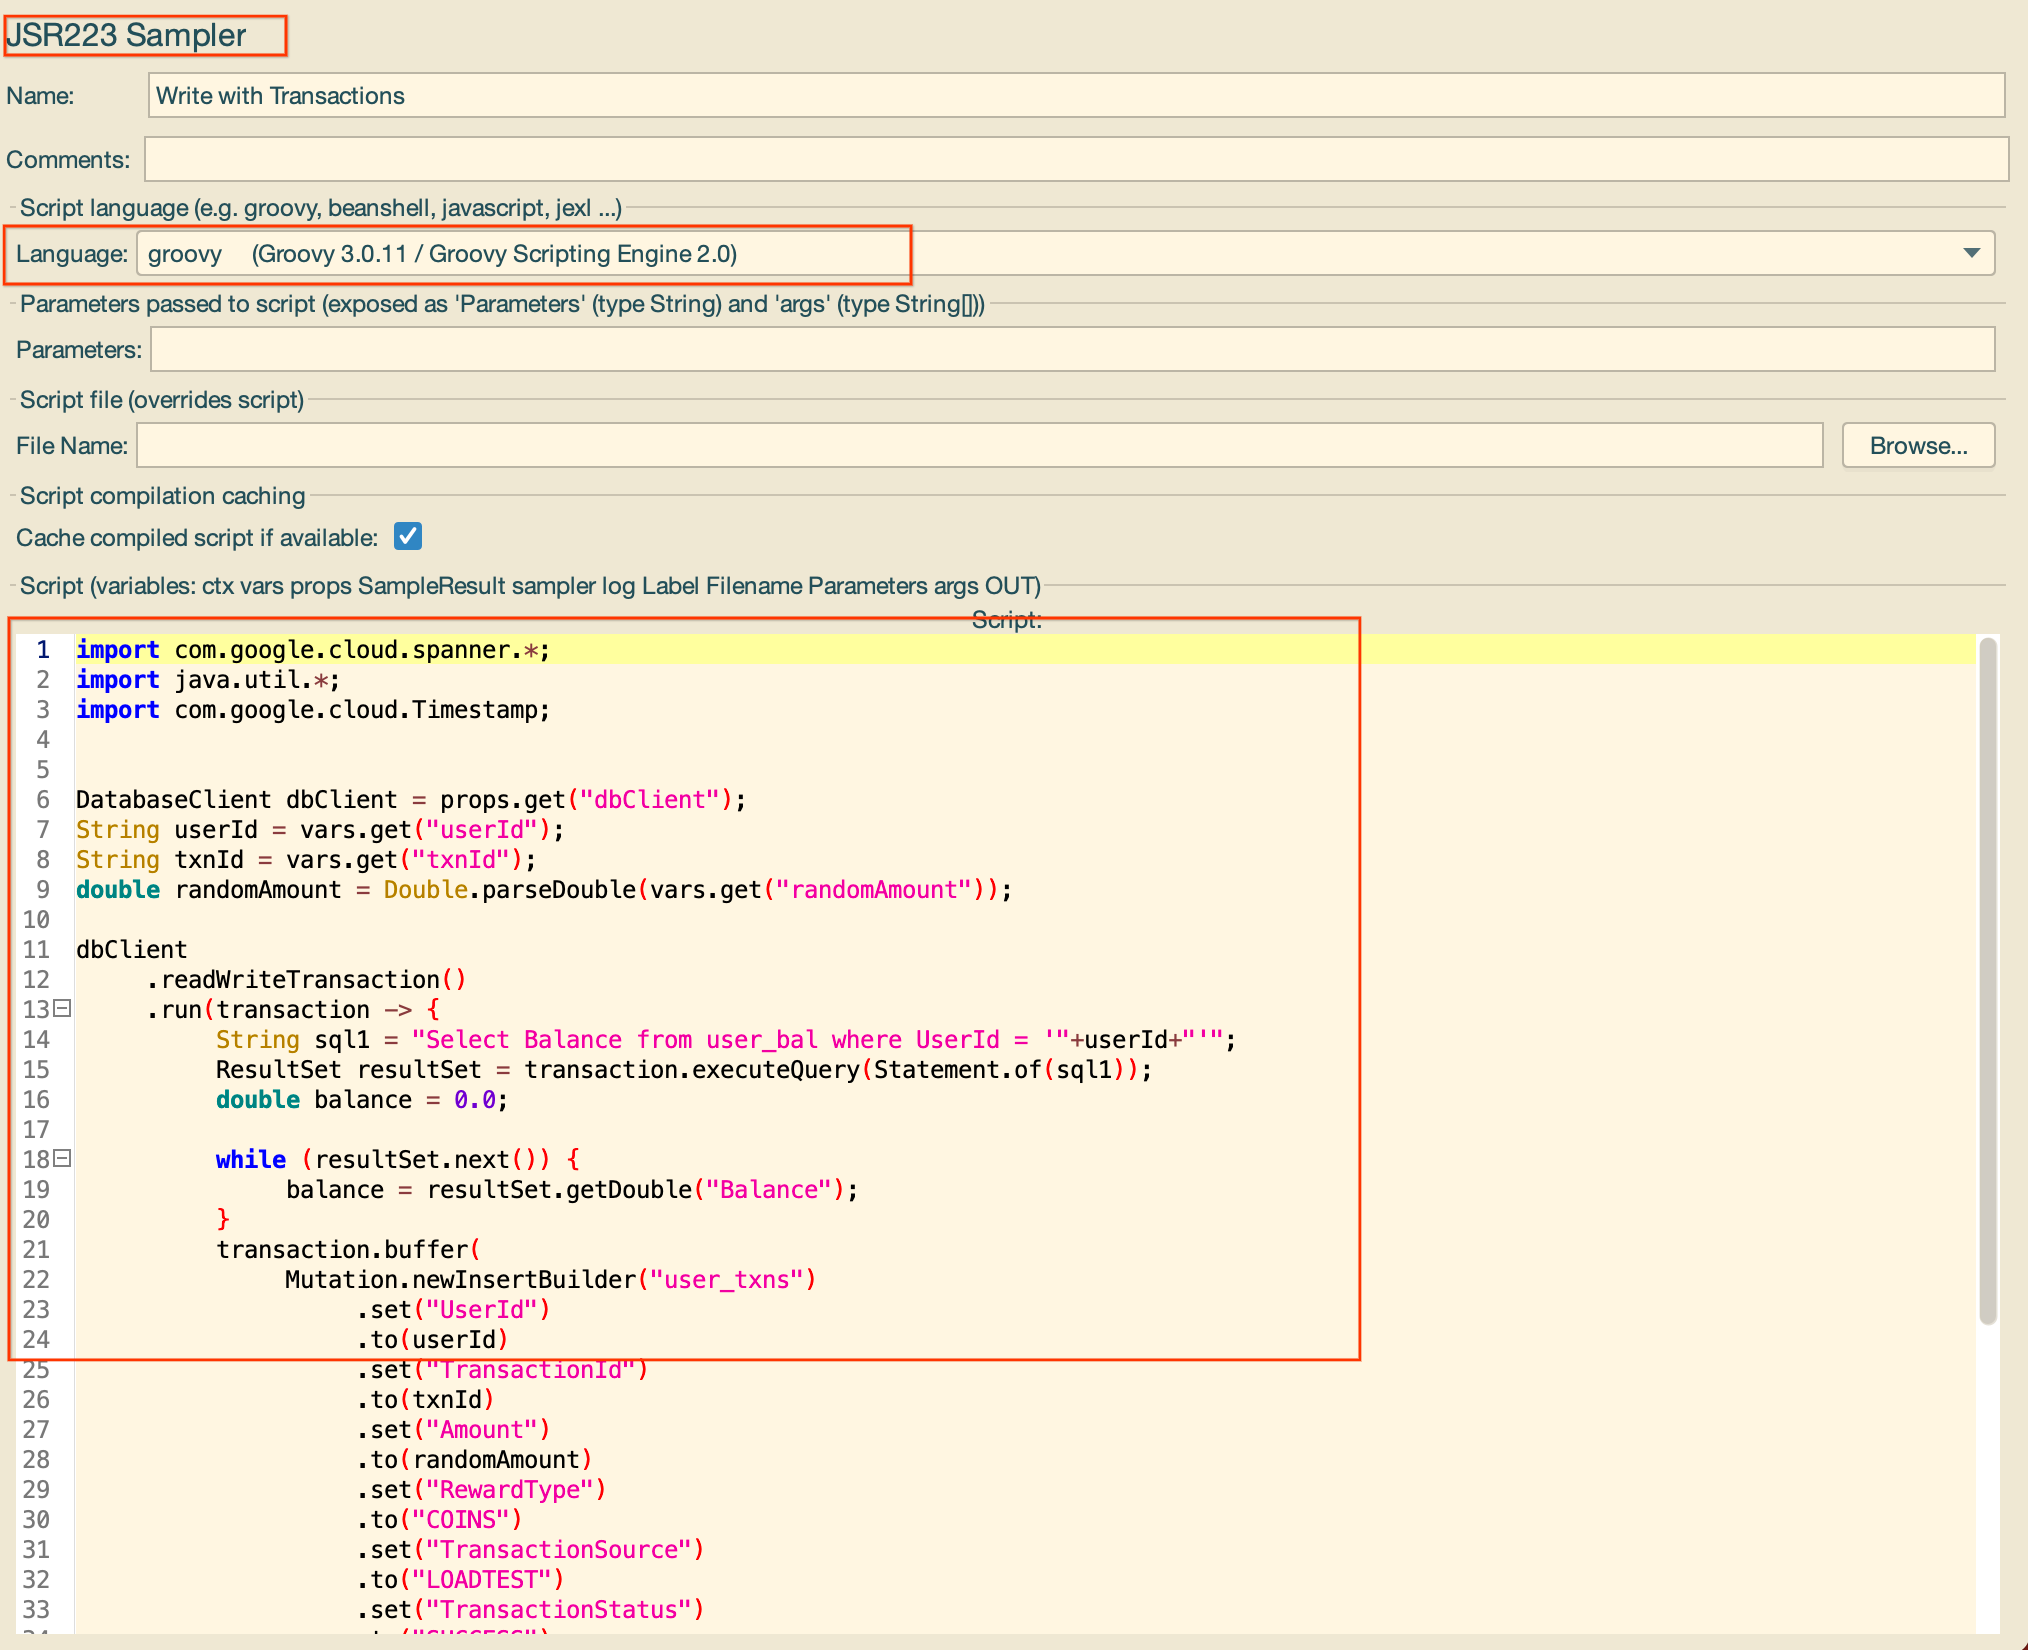 JSR223 Sampler
Name: Write with Transactions
Comments:
Script language (e.g. groovy, beanshell, javascript, jexl ...)
Language: groovy    (Groovy 3.0.11 / Groovy Scripting Engine 2.0)
Parameters passed to script (exposed as 'Parameters' (type String) and 'args' (type String[]))
Parameters:
Script file (overrides script)
File Name: Browse...
Script compilation caching
Cache compiled script if available:
Script (variables: ctx vars props SampleResult sampler log Label Filename Parameters args OUT)
Script:
1 import com.google.cloud.spanner.*;
2 import java.util.*;
3 import com.google.cloud.Timestamp;
4
5
6 DatabaseClient dbClient = props.get("dbClient");
7 String userId = vars.get("userId");
8 String txnId = vars.get("txnId");
9 double randomAmount = Double.parseDouble(vars.get("randomAmount"));
10
11 dbClient
12      .readWriteTransaction()
13      .run(transaction -> {
14           String sql1 = "Select Balance from user_bal where UserId = '"+userId+"'";
15           ResultSet resultSet = transaction.executeQuery(Statement.of(sql1));
16           double balance = 0.0;
17
18           while (resultSet.next()) {
19                balance = resultSet.getDouble("Balance");
20           }
21           transaction.buffer(
22                Mutation.newInsertBuilder("user_txns")
23                     .set("UserId")
24                     .to(userId)
25                     .set("TransactionId")
26                     .to(txnId)
27                     .set("Amount")
28                     .to(randomAmount)
29                     .set("RewardType")
30                     .to("COINS")
31                     .set("TransactionSource")
32                     .to("LOADTEST")
33                     .set("TransactionStatus")
34                     .to("SUCCESS")